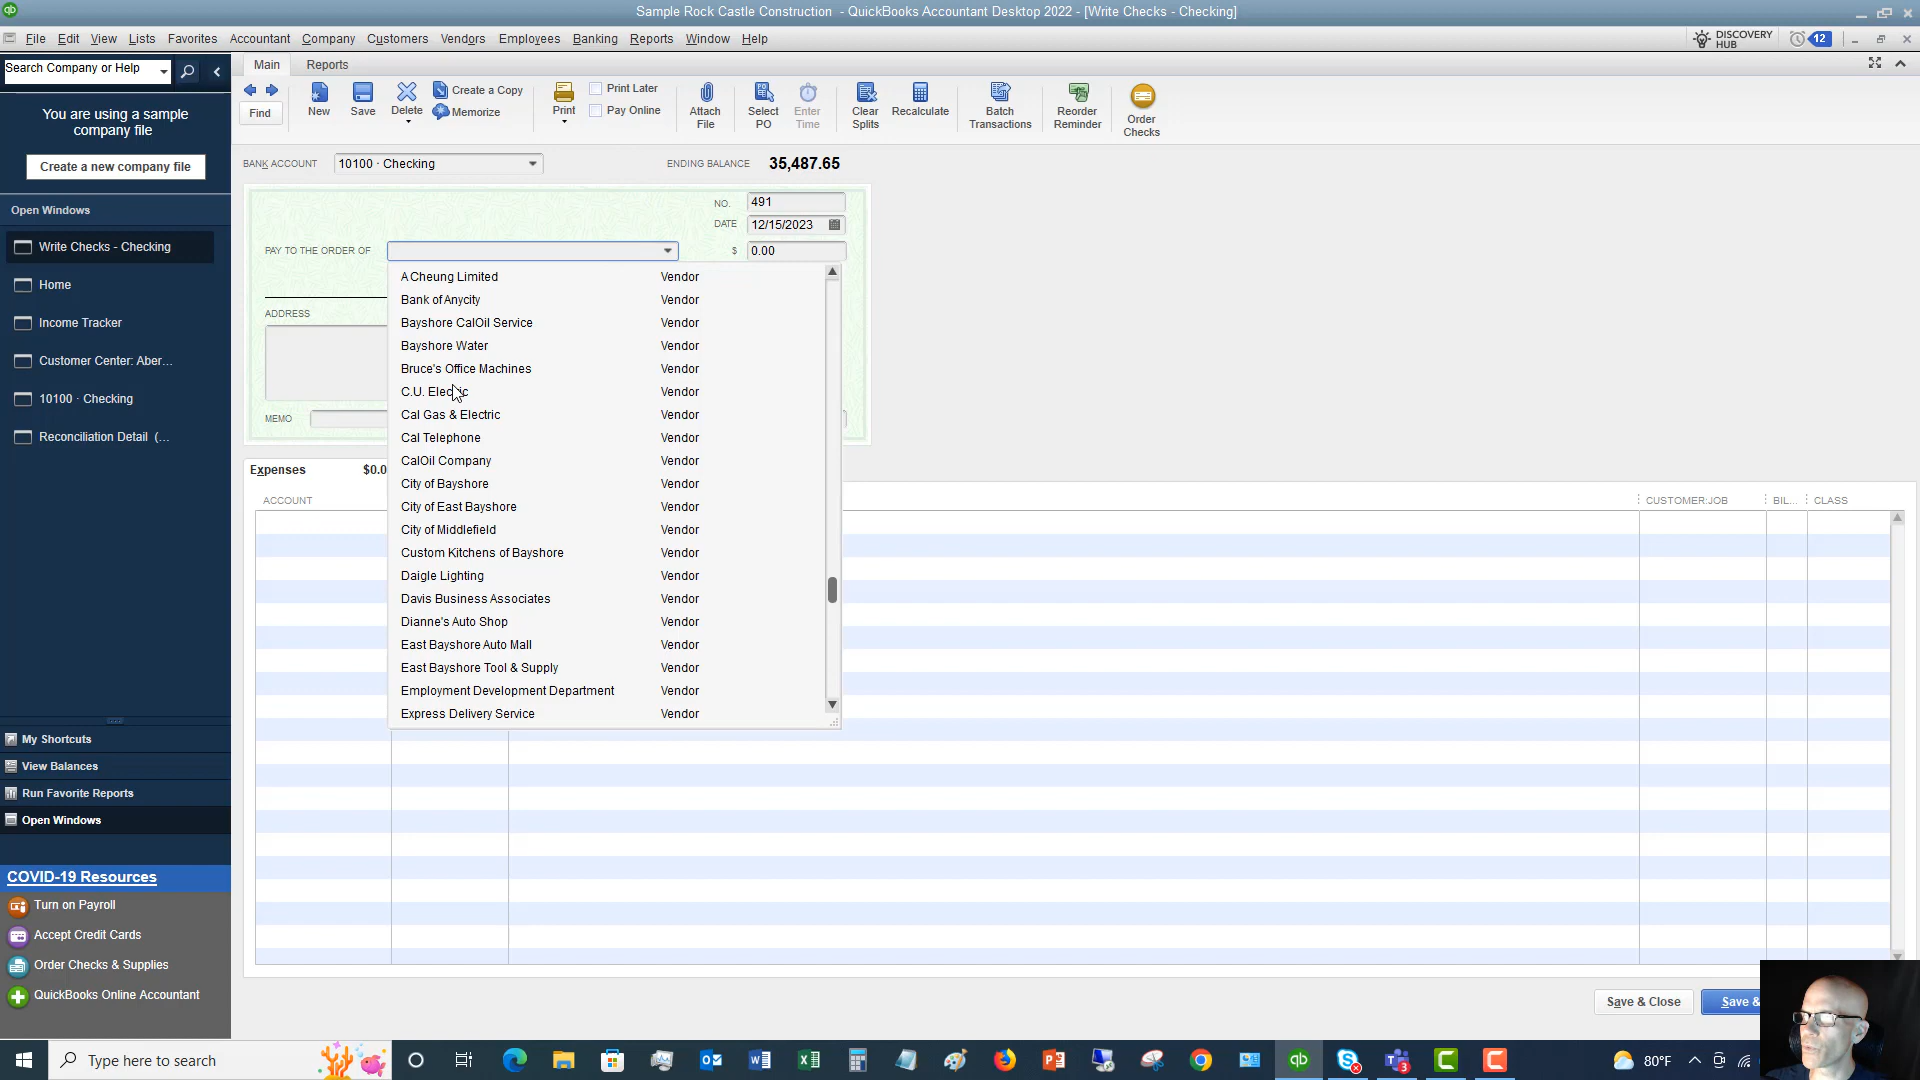 Sample Rock Castle Construction - QuickBooks Accountant Desktop 2022 - [Write Checks - Checking]
File Edit View Lists Favorites Accountant Company Customers Vendors Employees Banking Reports Window Help
DISCOVERY HUB
12
Search Company or Help
You are using a sample
company file
Create a new company file
Open Windows
Write Checks - Checking
Home
Income Tracker
Customer Center: Aber...
10100 · Checking
Reconciliation Detail (...
My Shortcuts
View Balances
Run Favorite Reports
Open Windows
COVID-19 Resources
Turn on Payroll
Accept Credit Cards
Order Checks & Supplies
QuickBooks Online Accountant
Main Reports
Find
New
Save
Delete
Create a Copy
Memorize
Print
Print Later
Pay Online
Attach File
Select PO
Enter Time
Clear Splits
Recalculate
Batch Transactions
Reorder Reminder
Order Checks
BANK ACCOUNT 10100 · Checking ENDING BALANCE 35,487.65
NO. 491
DATE 12/15/2023
PAY TO THE ORDER OF $ 0.00
A Cheung Limited Vendor
Bank of Anycity Vendor
Bayshore CalOil Service Vendor
Bayshore Water Vendor
Bruce's Office Machines Vendor
C.U. Electric Vendor
Cal Gas & Electric Vendor
Cal Telephone Vendor
CalOil Company Vendor
City of Bayshore Vendor
City of East Bayshore Vendor
City of Middlefield Vendor
Custom Kitchens of Bayshore Vendor
Daigle Lighting Vendor
Davis Business Associates Vendor
Dianne's Auto Shop Vendor
East Bayshore Auto Mall Vendor
East Bayshore Tool & Supply Vendor
Employment Development Department Vendor
Express Delivery Service Vendor
ADDRESS
MEMO
Expenses $0.0
ACCOUNT CUSTOMER:JOB BIL... CLASS
Save & Close
Save &
Type here to search
3
80°F